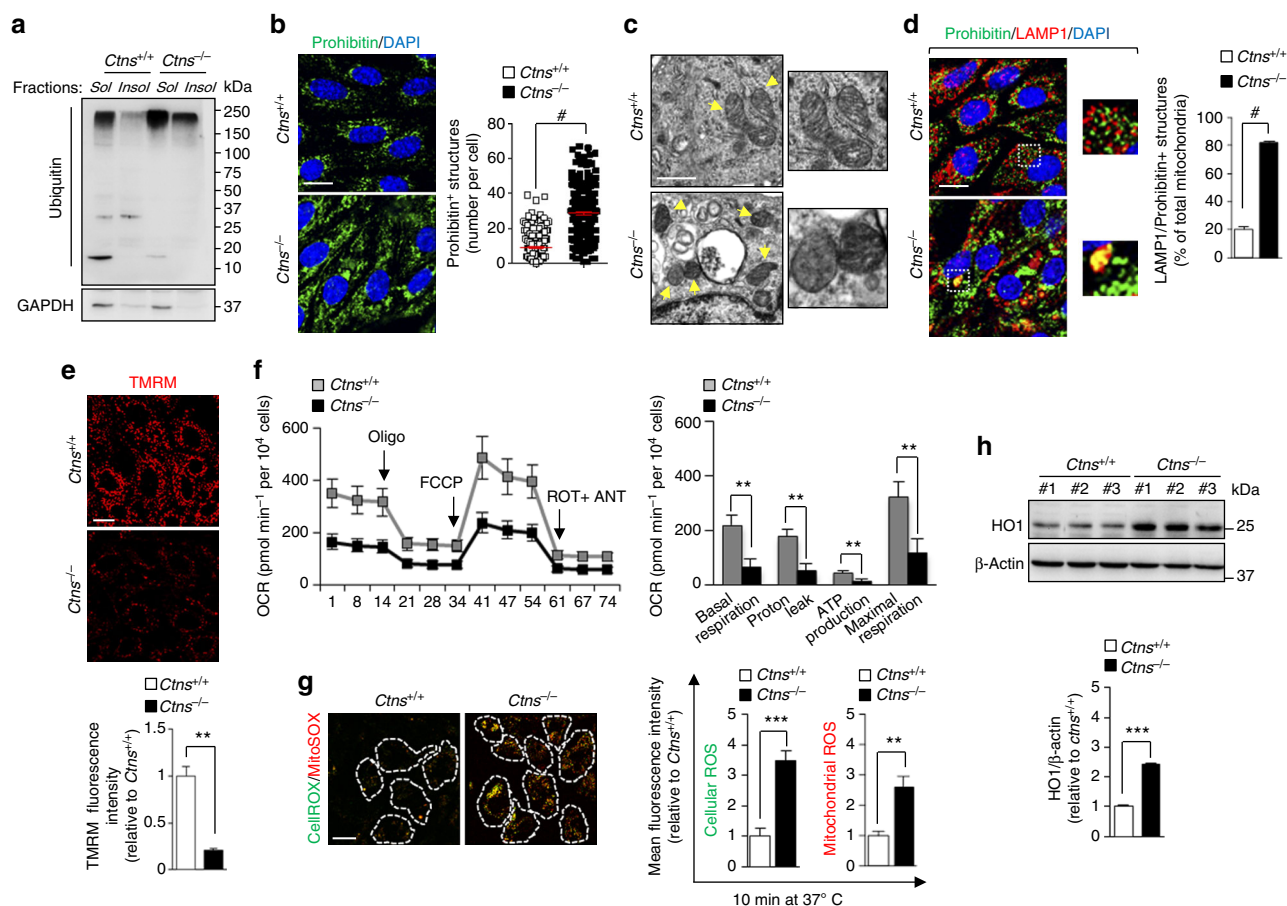 a
Ctns+/+ Ctns–/–
Fractions: Sol Insol Sol Insol kDa
Ubiquitin
250
150
100
75
50
37
25
20
15
10
GAPDH
37
b
Prohibitin/DAPI
Ctns+/+
Ctns–/–
Ctns+/+
Ctns–/–
#
Prohibitin+ structures
(number per cell)
80
60
40
20
0
c
Ctns+/+
Ctns–/–
d
Prohibitin/LAMP1/DAPI
Ctns+/+
Ctns–/–
Ctns+/+
Ctns–/–
#
LAMP1/Prohibitin+ structures
(% of total mitochondria)
100
80
60
40
20
0
e
TMRM
Ctns+/+
Ctns–/–
Ctns+/+
Ctns–/–
**
TMRM fluorescence
intensity
(relative to Ctns+/+)
1.5
1
0.5
0
f
Ctns+/+
Ctns–/–
OCR (pmol min–1 per 104 cells)
600
400
200
0
Oligo
FCCP
ROT+ ANT
1 8 14 21 28 34 41 47 54 61 67 74
Ctns+/+
Ctns–/–
OCR (pmol min–1 per 104 cells)
600
400
200
0
** ** ** **
Basal respiration
Proton leak
ATP production
Maximal respiration
g
Ctns+/+ Ctns–/–
CellROX/MitoSOX
Mean fluorescence intensity
(relative to Ctns+/+)
Ctns+/+
Ctns–/–
Cellular ROS
5
4
3
2
1
0
***
Ctns+/+
Ctns–/–
Mitochondrial ROS
5
4
3
2
1
0
**
10 min at 37° C
h
Ctns+/+ Ctns–/–
#1 #2 #3 #1 #2 #3 kDa
HO1
25
β-Actin
37
Ctns+/+
Ctns–/–
HO1/β-actin
(relative to ctns+/+)
5
2
1
0
***